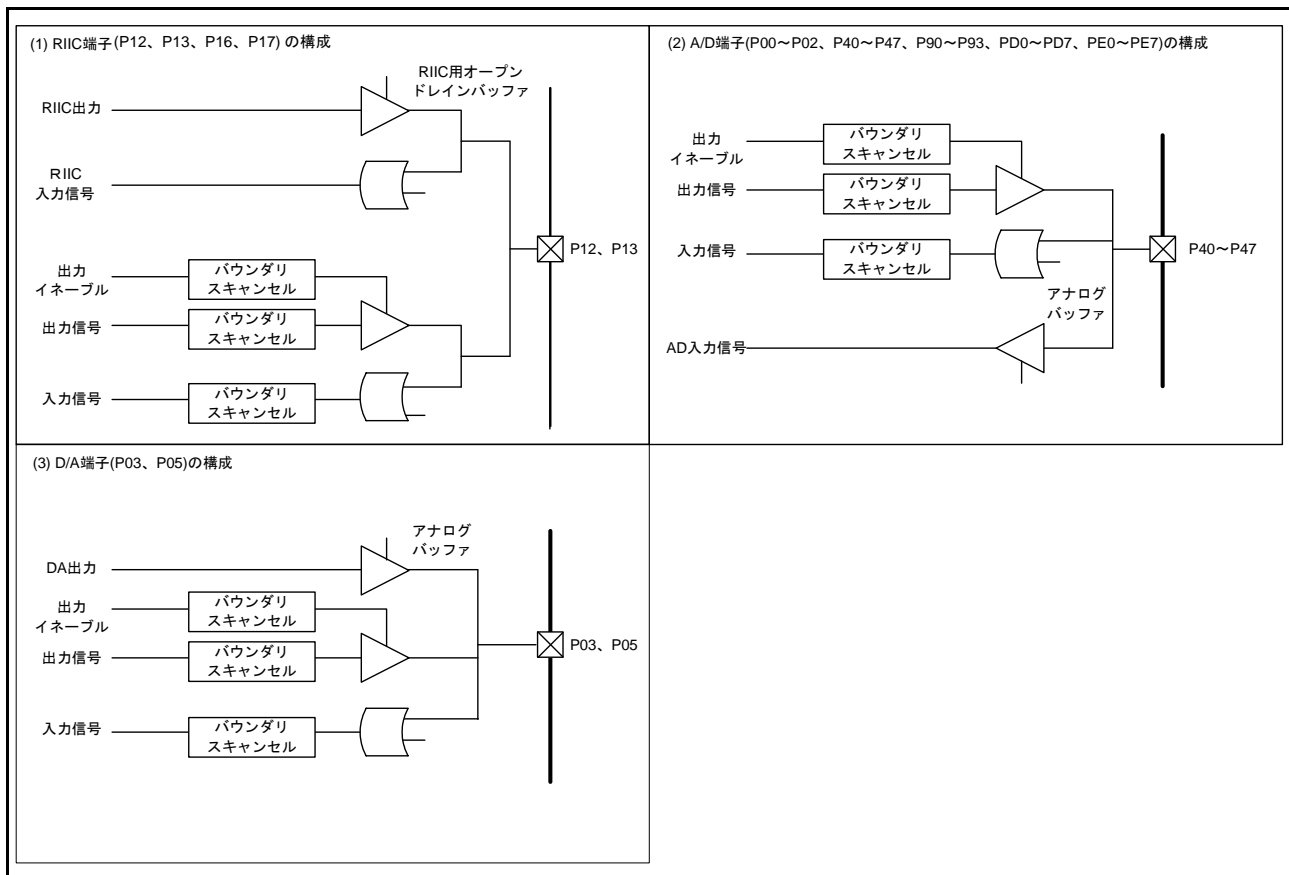 (1) RIIC端子(P12、P13、P16、P17) の構成
RIIC用オープン
ドレインバッファ
RIIC出力
RIIC
入力信号
P12、P13
出力
イネーブル
バウンダリ
スキャンセル
出力信号
バウンダリ
スキャンセル
入力信号
バウンダリ
スキャンセル
(2) A/D端子(P00～P02、P40～P47、P90～P93、PD0～PD7、PE0～PE7)の構成
出力
イネーブル
バウンダリ
スキャンセル
出力信号
バウンダリ
スキャンセル
入力信号
バウンダリ
スキャンセル
P40～P47
アナログ
バッファ
AD入力信号
(3) D/A端子(P03、P05)の構成
アナログ
バッファ
DA出力
出力
イネーブル
バウンダリ
スキャンセル
出力信号
バウンダリ
スキャンセル
P03、P05
入力信号
バウンダリ
スキャンセル